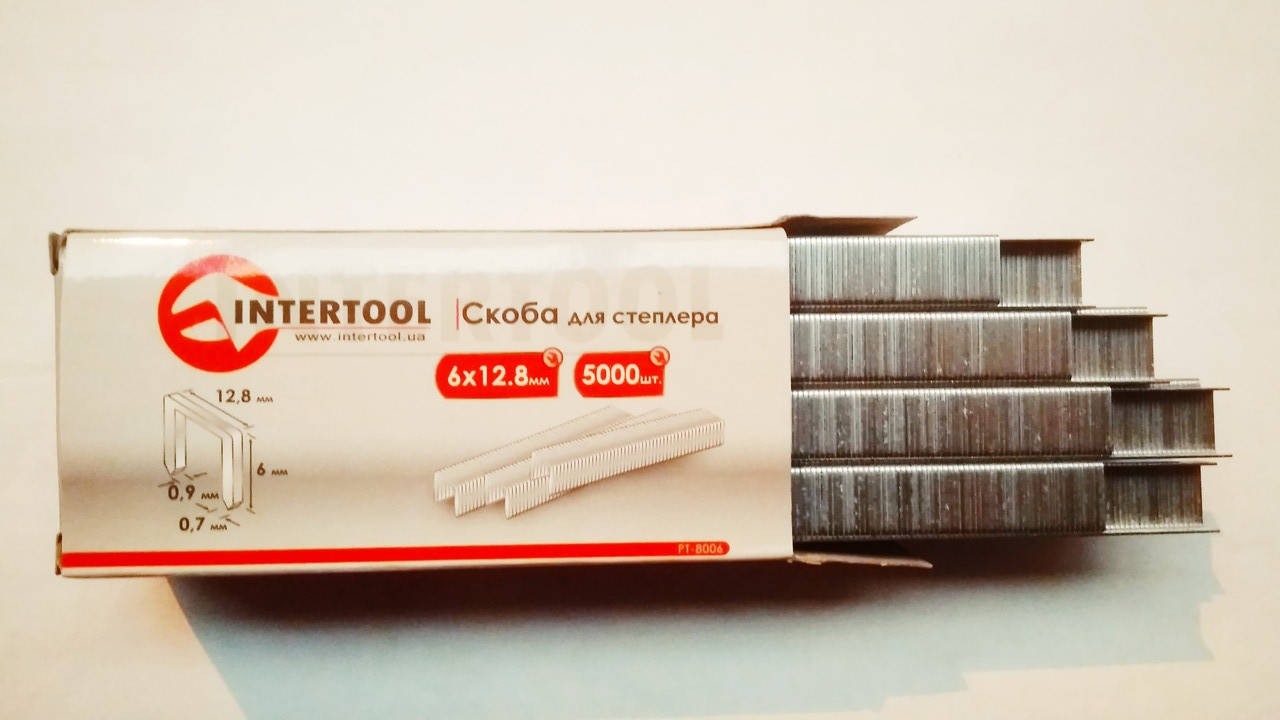 INTERTOOL
www.intertool.ua
Скоба для степлера
6x12.8мм
5000шт.
12,8 мм
6 мм
0,9 мм
0,7 мм
PT-8006